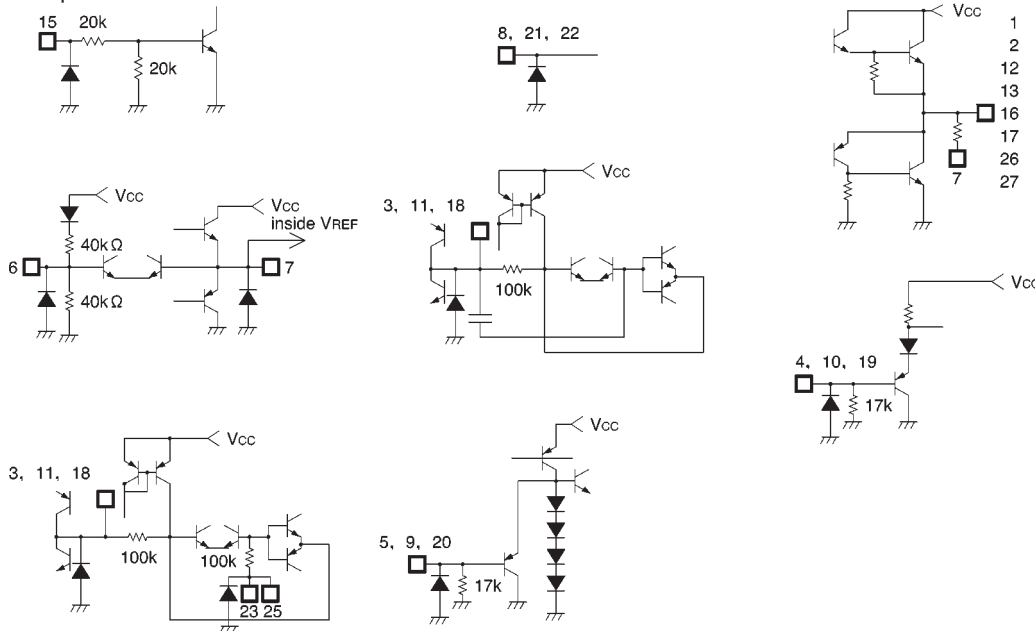 15
20k
20k
8, 21, 22
VCC
1
2
12
13
16
17
26
27
7
VCC
40kΩ
6
40kΩ
VCC
inside VREF
7
VCC
3, 11, 18
100k
VCC
4, 10, 19
17k
VCC
3, 11, 18
100k
100k
23 25
VCC
5, 9, 20
17k